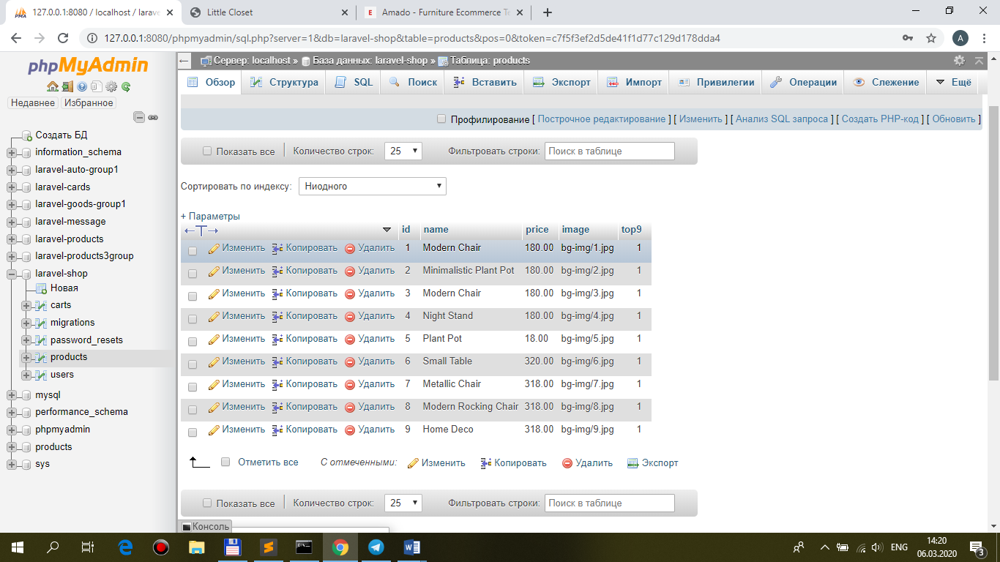 127.0.0.1:8080 / localhost / larave
Little Closet
Amado - Furniture Ecommerce Te
127.0.0.1:8080/phpmyadmin/sql.php?server=1&db=laravel-shop&table=products&pos=0&token=c7f5f3ef2d5de41f1d77c129d178dda4
A
phpMyAdmin
Недавнее Избранное
Создать БД
information_schema
laravel-auto-group1
laravel-cards
laravel-goods-group1
laravel-message
laravel-products
laravel-products3group
laravel-shop
Новая
carts
migrations
password_resets
products
users
mysql
performance_schema
phpmyadmin
products
sys
Сервер: localhost » База данных: laravel-shop » Таблица: products
Обзор Структура SQL Поиск Вставить Экспорт Импорт Привилегии Операции Слежение Ещё
Профилирование [ Построчное редактирование ] [ Изменить ] [ Анализ SQL запроса ] [ Создать PHP-код ] [ Обновить ]
Показать все Количество строк: 25 Фильтровать строки: Поиск в таблице
Сортировать по индексу: Ниодного
+ Параметры
←T→ id name price image top9
Изменить Копировать Удалить 1 Modern Chair 180.00 bg-img/1.jpg 1
Изменить Копировать Удалить 2 Minimalistic Plant Pot 180.00 bg-img/2.jpg 1
Изменить Копировать Удалить 3 Modern Chair 180.00 bg-img/3.jpg 1
Изменить Копировать Удалить 4 Night Stand 180.00 bg-img/4.jpg 1
Изменить Копировать Удалить 5 Plant Pot 18.00 bg-img/5.jpg 1
Изменить Копировать Удалить 6 Small Table 320.00 bg-img/6.jpg 1
Изменить Копировать Удалить 7 Metallic Chair 318.00 bg-img/7.jpg 1
Изменить Копировать Удалить 8 Modern Rocking Chair 318.00 bg-img/8.jpg 1
Изменить Копировать Удалить 9 Home Deco 318.00 bg-img/9.jpg 1
Отметить все С отмеченными: Изменить Копировать Удалить Экспорт
Показать все Количество строк: 25 Фильтровать строки: Поиск в таблице
Консоль
ENG
14:20
06.03.2020
3